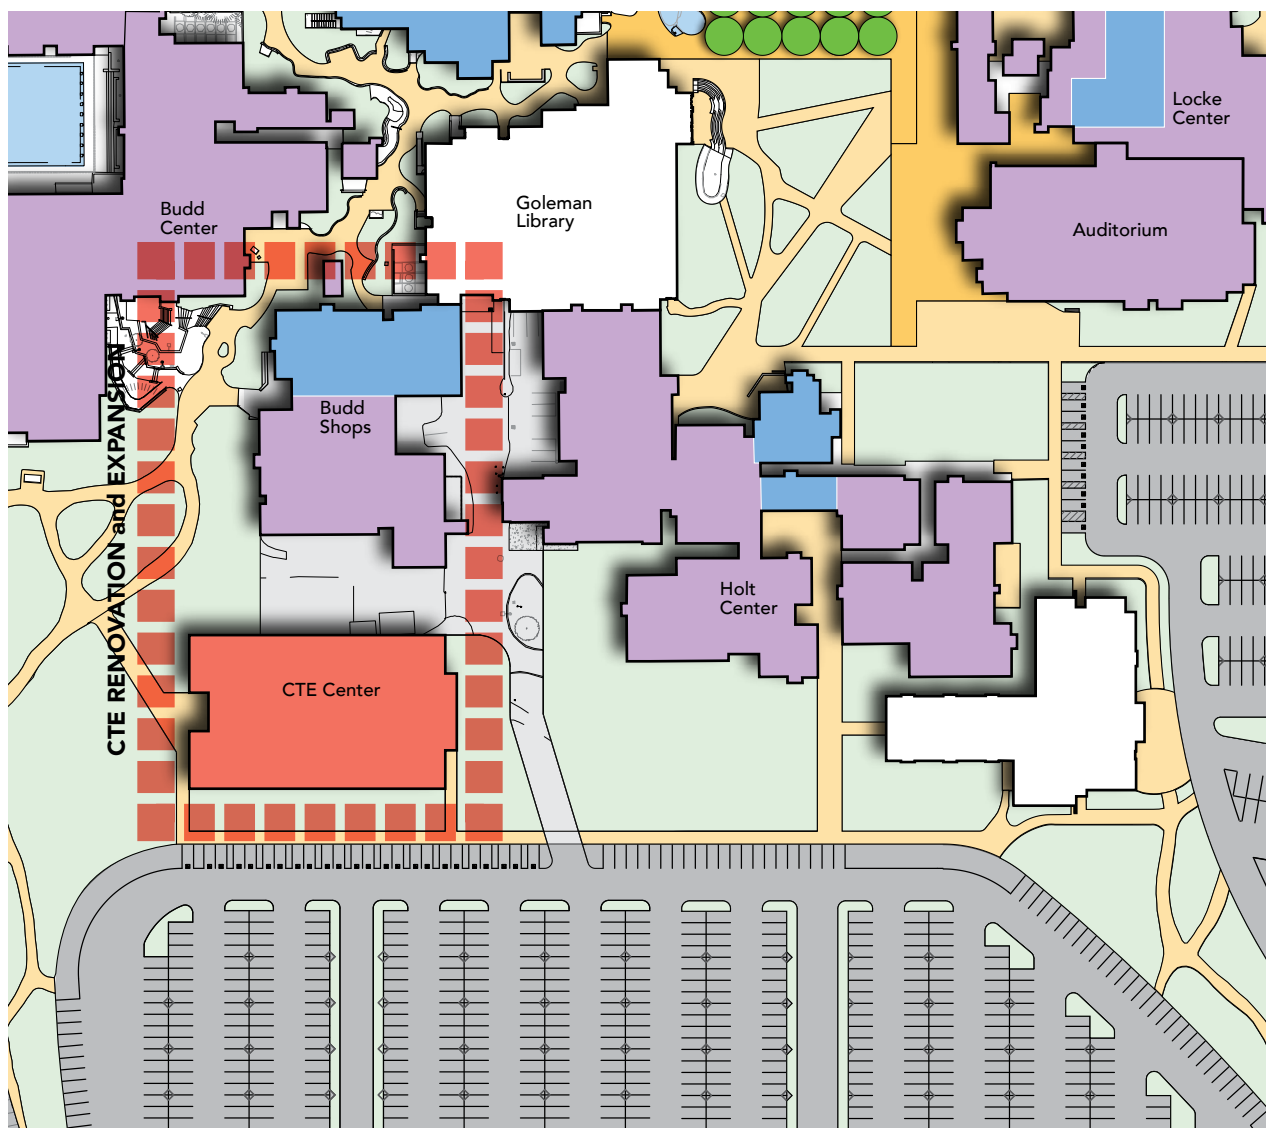 Locke
Center
Goleman
Library
Budd
Center
Auditorium
Budd
Shops
CTE RENOVATION and EXPANSION
Holt
Center
CTE Center